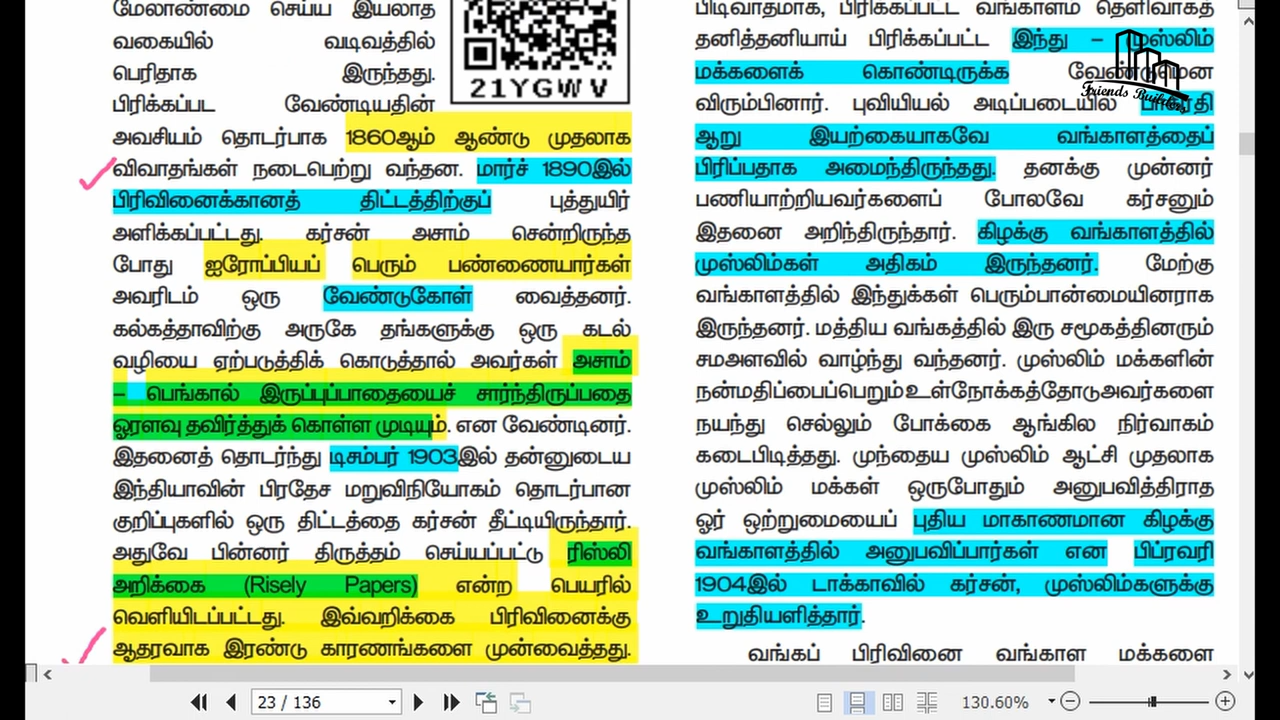 மேலாண்மை செய்ய இயலாத
வகையில் வடிவத்தில்
பெரிதாக இருந்தது.
பிரிக்கப்பட வேண்டியதின்
21YGWV
அவசியம் தொடர்பாக 1860ஆம் ஆண்டு முதலாக
விவாதங்கள் நடைபெற்று வந்தன. மார்ச் 1890இல்
பிரிவினைக்கானத் திட்டத்திற்குப் புத்துயிர்
அளிக்கப்பட்டது. கர்சன் அசாம் சென்றிருந்த
போது ஐரோப்பியப் பெரும் பண்ணையார்கள்
அவரிடம் ஒரு வேண்டுகோள் வைத்தனர்.
கல்கத்தாவிற்கு அருகே தங்களுக்கு ஒரு கடல்
வழியை ஏற்படுத்திக் கொடுத்தால் அவர்கள் அசாம்
– பெங்கால் இருப்புப்பாதையைச் சார்ந்திருப்பதை
ஓரளவு தவிர்த்துக் கொள்ள முடியும். என வேண்டினர்.
இதனைத் தொடர்ந்து டிசம்பர் 1903இல் தன்னுடைய
இந்தியாவின் பிரதேச மறுவிநியோகம் தொடர்பான
குறிப்புகளில் ஒரு திட்டத்தை கர்சன் தீட்டியிருந்தார்.
அதுவே பின்னர் திருத்தம் செய்யப்பட்டு ரிஸ்லி
அறிக்கை (Risely Papers) என்ற பெயரில்
வெளியிடப்பட்டது. இவ்வறிக்கை பிரிவினைக்கு
ஆதரவாக இரண்டு காரணங்களை முன்வைத்தது.
பிடிவாதமாக, பிரிக்கப்பட்ட வங்காளம் தெளிவாகத்
தனித்தனியாய் பிரிக்கப்பட்ட இந்து – முஸ்லிம்
மக்களைக் கொண்டிருக்க வேண்டுமென
விரும்பினார். புவியியல் அடிப்படையில் பாகீரதி
ஆறு இயற்கையாகவே வங்காளத்தைப்
பிரிப்பதாக அமைந்திருந்தது. தனக்கு முன்னர்
பணியாற்றியவர்களைப் போலவே கர்சனும்
இதனை அறிந்திருந்தார். கிழக்கு வங்காளத்தில்
முஸ்லிம்கள் அதிகம் இருந்தனர். மேற்கு
வங்காளத்தில் இந்துக்கள் பெரும்பான்மையினராக
இருந்தனர். மத்திய வங்கத்தில் இரு சமூகத்தினரும்
சமஅளவில் வாழ்ந்து வந்தனர். முஸ்லிம் மக்களின்
நன்மதிப்பைப்பெறும் உள்நோக்கத்தோடு அவர்களை
நயந்து செல்லும் போக்கை ஆங்கில நிர்வாகம்
கடைபிடித்தது. முந்தைய முஸ்லிம் ஆட்சி முதலாக
முஸ்லிம் மக்கள் ஒருபோதும் அனுபவித்திராத
ஓர் ஒற்றுமையைப் புதிய மாகாணமான கிழக்கு
வங்காளத்தில் அனுபவிப்பார்கள் என பிப்ரவரி
1904இல் டாக்காவில் கர்சன், முஸ்லிம்களுக்கு
உறுதியளித்தார்.
வங்கப் பிரிவினை வங்காள மக்களை
Friends Builders
23 / 136
130.60%